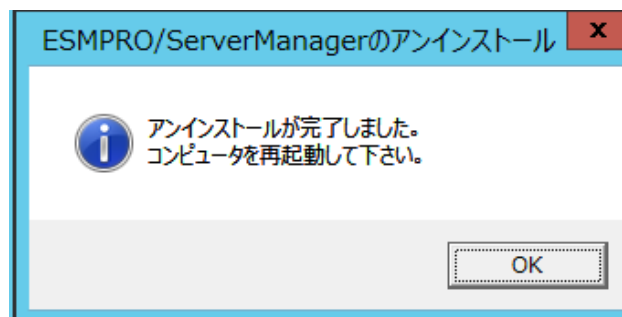 ESMPRO/ServerManagerのアンインストール
x
アンインストールが完了しました。
コンピュータを再起動して下さい。
OK